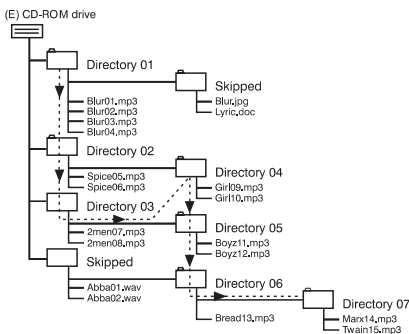 (E) CD-ROM drive
Directory 01
Blur01.mp3
Blur02.mp3
Blur03.mp3
Blur04.mp3
Skipped
Blur.jpg
Lyric.doc
Directory 02
Spice05.mp3
Spice06.mp3
Directory 04
Girl09.mp3
Girl10.mp3
Directory 03
2men07.mp3
2men08.mp3
Directory 05
Boyz11.mp3
Boyz12.mp3
Skipped
Abba01.wav
Abba02.wav
Directory 06
Bread13.mp3
Directory 07
Marx14.mp3
Twain15.mp3